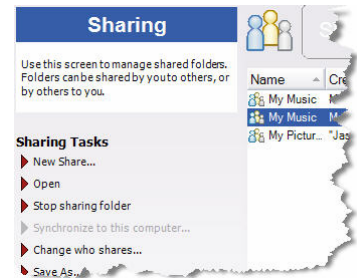 Sharing
Use this screen to manage shared folders.
Folders can be shared by you to others, or
by others to you.
Name
My Music
My Music
My Pictur...
Sharing Tasks
New Share...
Open
Stop sharing folder
Synchronize to this computer...
Change who shares...
Save As...